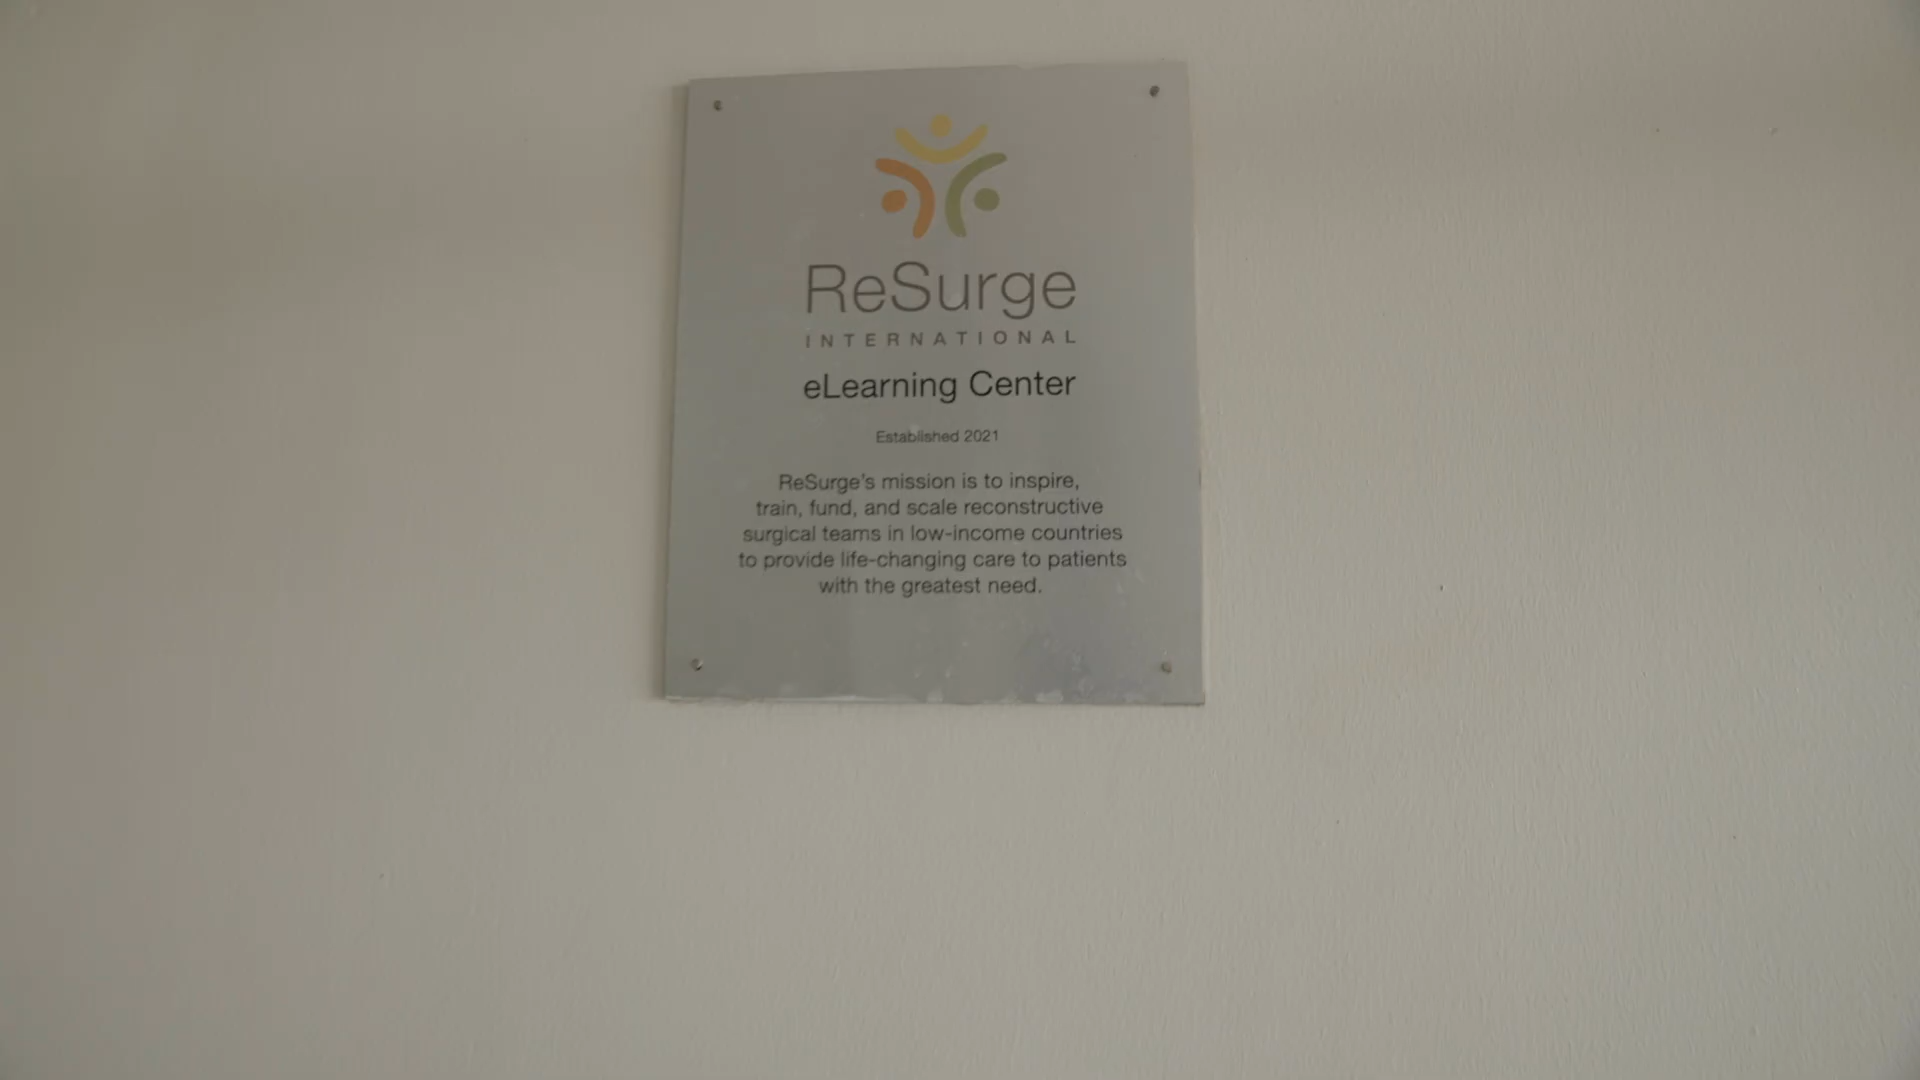 ReSurge
INTERNATIONAL
eLearning Center
Established 2021
ReSurge's mission is to inspire,
train, fund, and scale reconstructive
surgical teams in low-income countries
to provide life-changing care to patients
with the greatest need.